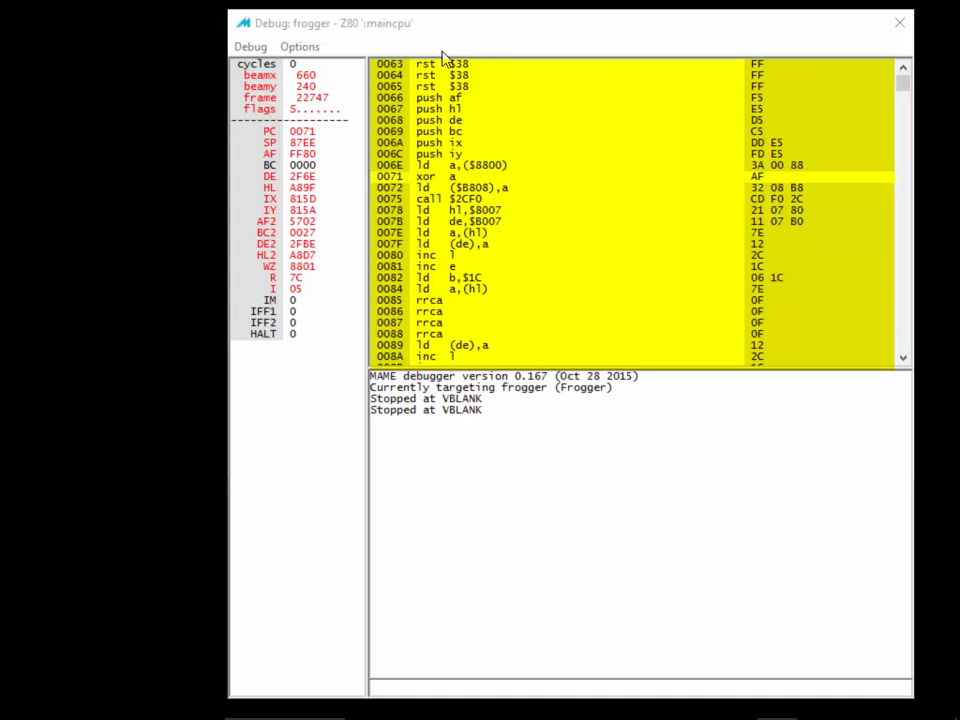 Debug: frogger - Z80 ':maincpu'
Debug Options
cycles 0
beamx 660
beamy 240
frame 22747
flags S.......
PC 0071
SP 87EE
AF FF80
BC 0000
DE 2F6E
HL A89F
IX 815D
IY 815A
AF2 5702
BC2 0027
DE2 2FBE
HL2 A8D7
WZ 8801
R 7C
I 05
IM 0
IFF1 0
IFF2 0
HALT 0
0063 rst $38 FF
0064 rst $38 FF
0065 rst $38 FF
0066 push af F5
0067 push hl E5
0068 push de D5
0069 push bc C5
006A push ix DD E5
006C push iy FD E5
006E ld a,($8800) 3A 00 88
0071 xor a AF
0072 ld ($B808),a 32 08 B8
0075 call $2CF0 CD F0 2C
0078 ld hl,$8007 21 07 80
007B ld de,$B007 11 07 B0
007E ld a,(hl) 7E
007F ld (de),a 12
0080 inc l 2C
0081 inc e 1C
0082 ld b,$1C 06 1C
0084 ld a,(hl) 7E
0085 rrca 0F
0086 rrca 0F
0087 rrca 0F
0088 rrca 0F
0089 ld (de),a 12
008A inc l 2C
MAME debugger version 0.167 (Oct 28 2015)
Currently targeting frogger (Frogger)
Stopped at VBLANK
Stopped at VBLANK